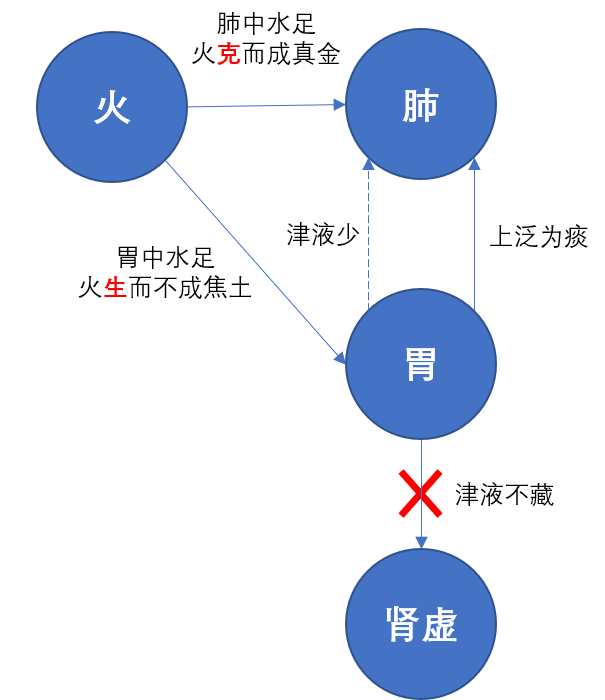 肺中水足
火克而成真金
火
肺
津液少
上泛为痰
胃中水足
火生而不成焦土
胃
津液不藏
肾虚